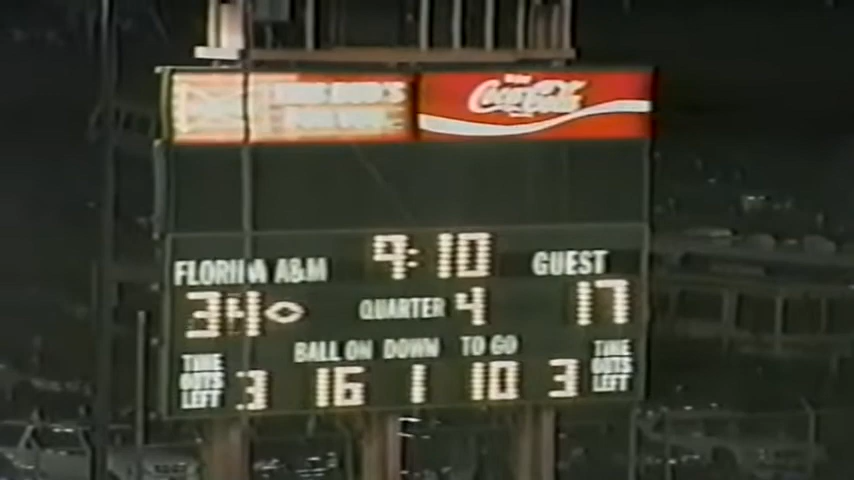 Coca-Cola
FLORIDA A&M 9:10 GUEST
34 QUARTER 4 17
BALL ON DOWN TO GO
TIME OUTS LEFT 3 16 1 10 3 TIME OUTS LEFT